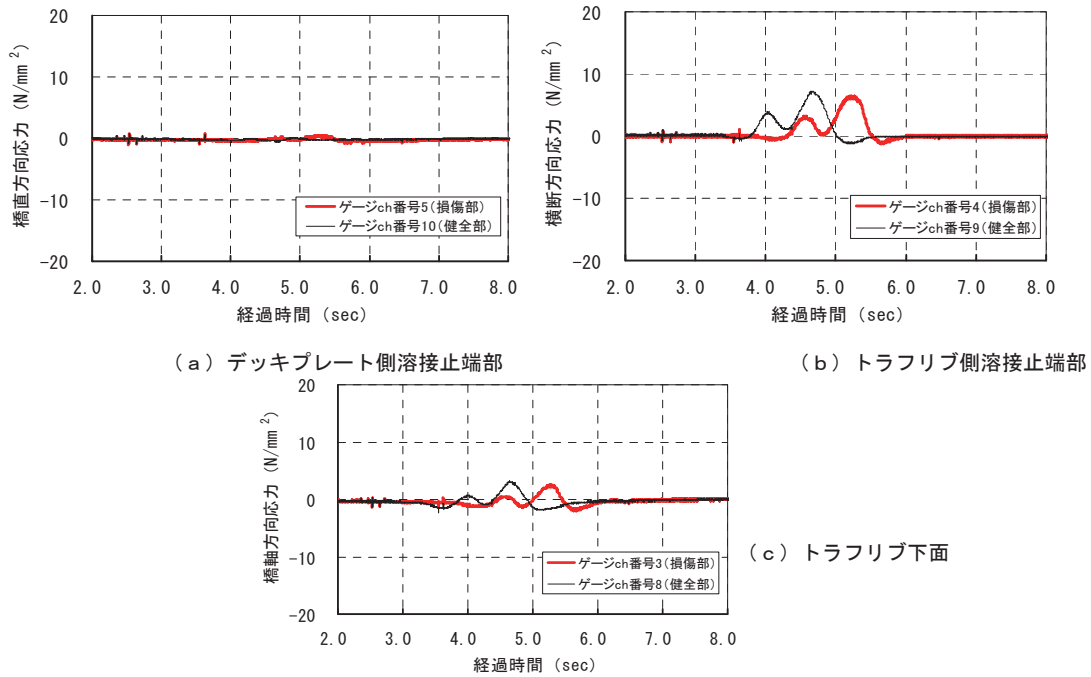 橋直方向応力 (N/mm²)
20
10
0
-10
-20
ゲージch番号5(損傷部)
ゲージch番号10(健全部)
2.0 3.0 4.0 5.0 6.0 7.0 8.0
経過時間 (sec)
(a) デッキプレート側溶接止端部
横断方向応力 (N/mm²)
20
10
0
-10
-20
ゲージch番号4(損傷部)
ゲージch番号9(健全部)
2.0 3.0 4.0 5.0 6.0 7.0 8.0
経過時間 (sec)
(b) トラフリブ側溶接止端部
橋軸方向応力 (N/mm²)
20
10
0
-10
-20
ゲージch番号3(損傷部)
ゲージch番号8(健全部)
2.0 3.0 4.0 5.0 6.0 7.0 8.0
経過時間 (sec)
(c) トラフリブ下面